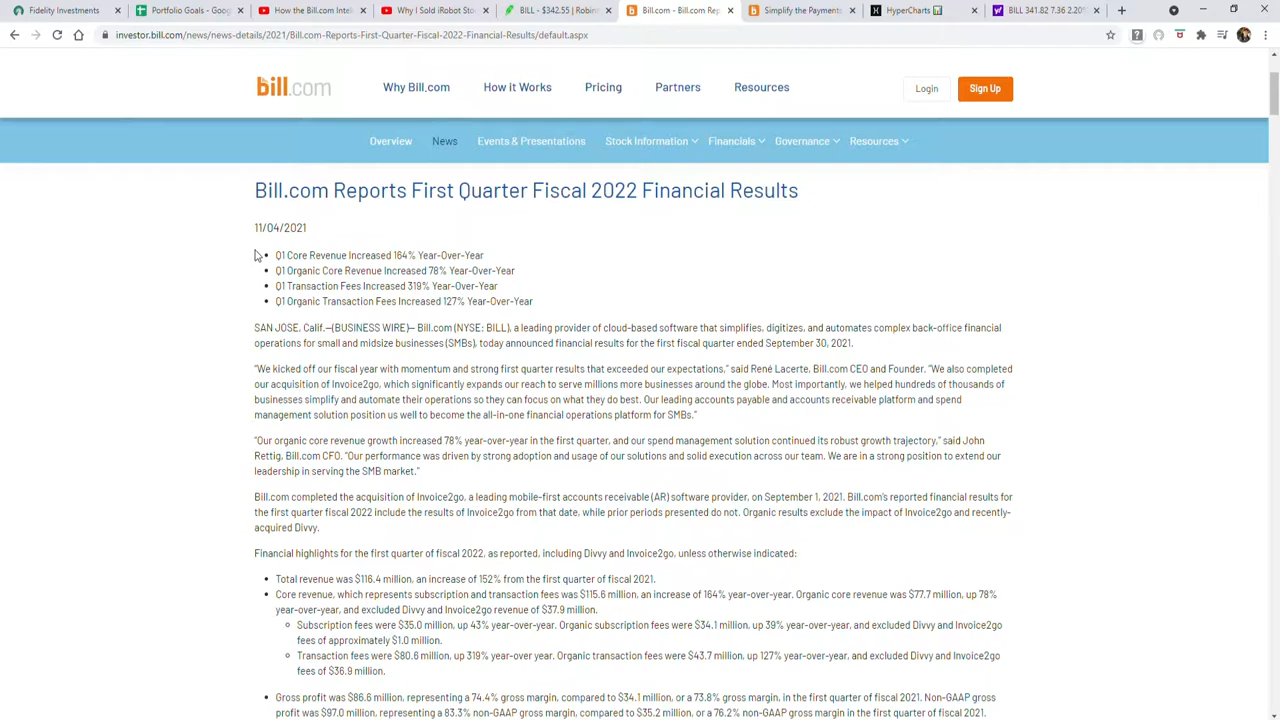 Fidelity Investments
Portfolio Goals - Goog
How the Bill.com Intel
Why I Sold iRobot Stoc
BILL - $342.55 | Robinh
Bill.com - Bill.com Rep
Simplify the Payments
HyperCharts
BILL 341.82 7.36 2.20%
investor.bill.com/news/news-details/2021/Bill.com-Reports-First-Quarter-Fiscal-2022-Financial-Results/default.aspx
bill.com
Why Bill.com
How it Works
Pricing
Partners
Resources
Login
Sign Up
Overview
News
Events & Presentations
Stock Information
Financials
Governance
Resources
Bill.com Reports First Quarter Fiscal 2022 Financial Results
11/04/2021
• Q1 Core Revenue Increased 164% Year-Over-Year
• Q1 Organic Core Revenue Increased 78% Year-Over-Year
• Q1 Transaction Fees Increased 319% Year-Over-Year
• Q1 Organic Transaction Fees Increased 127% Year-Over-Year
SAN JOSE, Calif.--(BUSINESS WIRE)-- Bill.com (NYSE: BILL), a leading provider of cloud-based software that simplifies, digitizes, and automates complex back-office financial
operations for small and midsize businesses (SMBs), today announced financial results for the first fiscal quarter ended September 30, 2021.
“We kicked off our fiscal year with momentum and strong first quarter results that exceeded our expectations,” said René Lacerte, Bill.com CEO and Founder. “We also completed
our acquisition of Invoice2go, which significantly expands our reach to serve millions more businesses around the globe. Most importantly, we helped hundreds of thousands of
businesses simplify and automate their operations so they can focus on what they do best. Our leading accounts payable and accounts receivable platform and spend
management solution position us well to become the all-in-one financial operations platform for SMBs.”
“Our organic core revenue growth increased 78% year-over-year in the first quarter, and our spend management solution continued its robust growth trajectory,” said John
Rettig, Bill.com CFO. “Our performance was driven by strong adoption and usage of our solutions and solid execution across our team. We are in a strong position to extend our
leadership in serving the SMB market.”
Bill.com completed the acquisition of Invoice2go, a leading mobile-first accounts receivable (AR) software provider, on September 1, 2021. Bill.com’s reported financial results for
the first quarter fiscal 2022 include the results of Invoice2go from that date, while prior periods presented do not. Organic results exclude the impact of Invoice2go and recently-
acquired Divvy.
Financial highlights for the first quarter of fiscal 2022, as reported, including Divvy and Invoice2go, unless otherwise indicated:
• Total revenue was $116.4 million, an increase of 152% from the first quarter of fiscal 2021.
• Core revenue, which represents subscription and transaction fees was $115.6 million, an increase of 164% year-over-year. Organic core revenue was $77.7 million, up 78%
year-over-year, and excluded Divvy and Invoice2go revenue of $37.9 million.
◦ Subscription fees were $35.0 million, up 43% year-over-year. Organic subscription fees were $34.1 million, up 39% year-over-year, and excluded Divvy and Invoice2go
fees of approximately $1.0 million.
◦ Transaction fees were $80.6 million, up 319% year-over year. Organic transaction fees were $43.7 million, up 127% year-over-year, and excluded Divvy and Invoice2go
fees of $36.9 million.
• Gross profit was $86.6 million, representing a 74.4% gross margin, compared to $34.1 million, or a 73.8% gross margin, in the first quarter of fiscal 2021. Non-GAAP gross
profit was $97.0 million, representing a 83.3% non-GAAP gross margin, compared to $35.2 million, or a 76.2% non-GAAP gross margin in the first quarter of fiscal 2021.